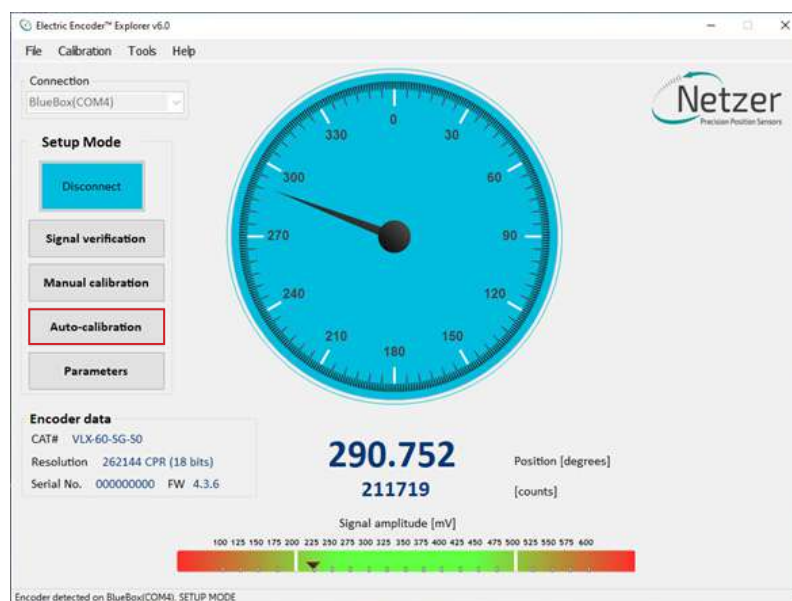 Electric Encoder™ Explorer v6.0
File Calibration Tools Help
Connection
BlueBox(COM4)
Setup Mode
Disconnect
Signal verification
Manual calibration
Auto-calibration
Parameters
Encoder data
CAT# VLX-60-SG-S0
Resolution 262144 CPR (18 bits)
Serial No. 000000000 FW 4.3.6
0
30
60
90
120
150
180
210
240
270
300
330
Netzer
Precision Position Sensors
290.752 Position [degrees]
211719 [counts]
Signal amplitude [mV]
100 125 150 175 200 225 250 275 300 325 350 375 400 425 450 475 500 525 550 575 600
Encoder detected on BlueBox(COM4). SETUP MODE